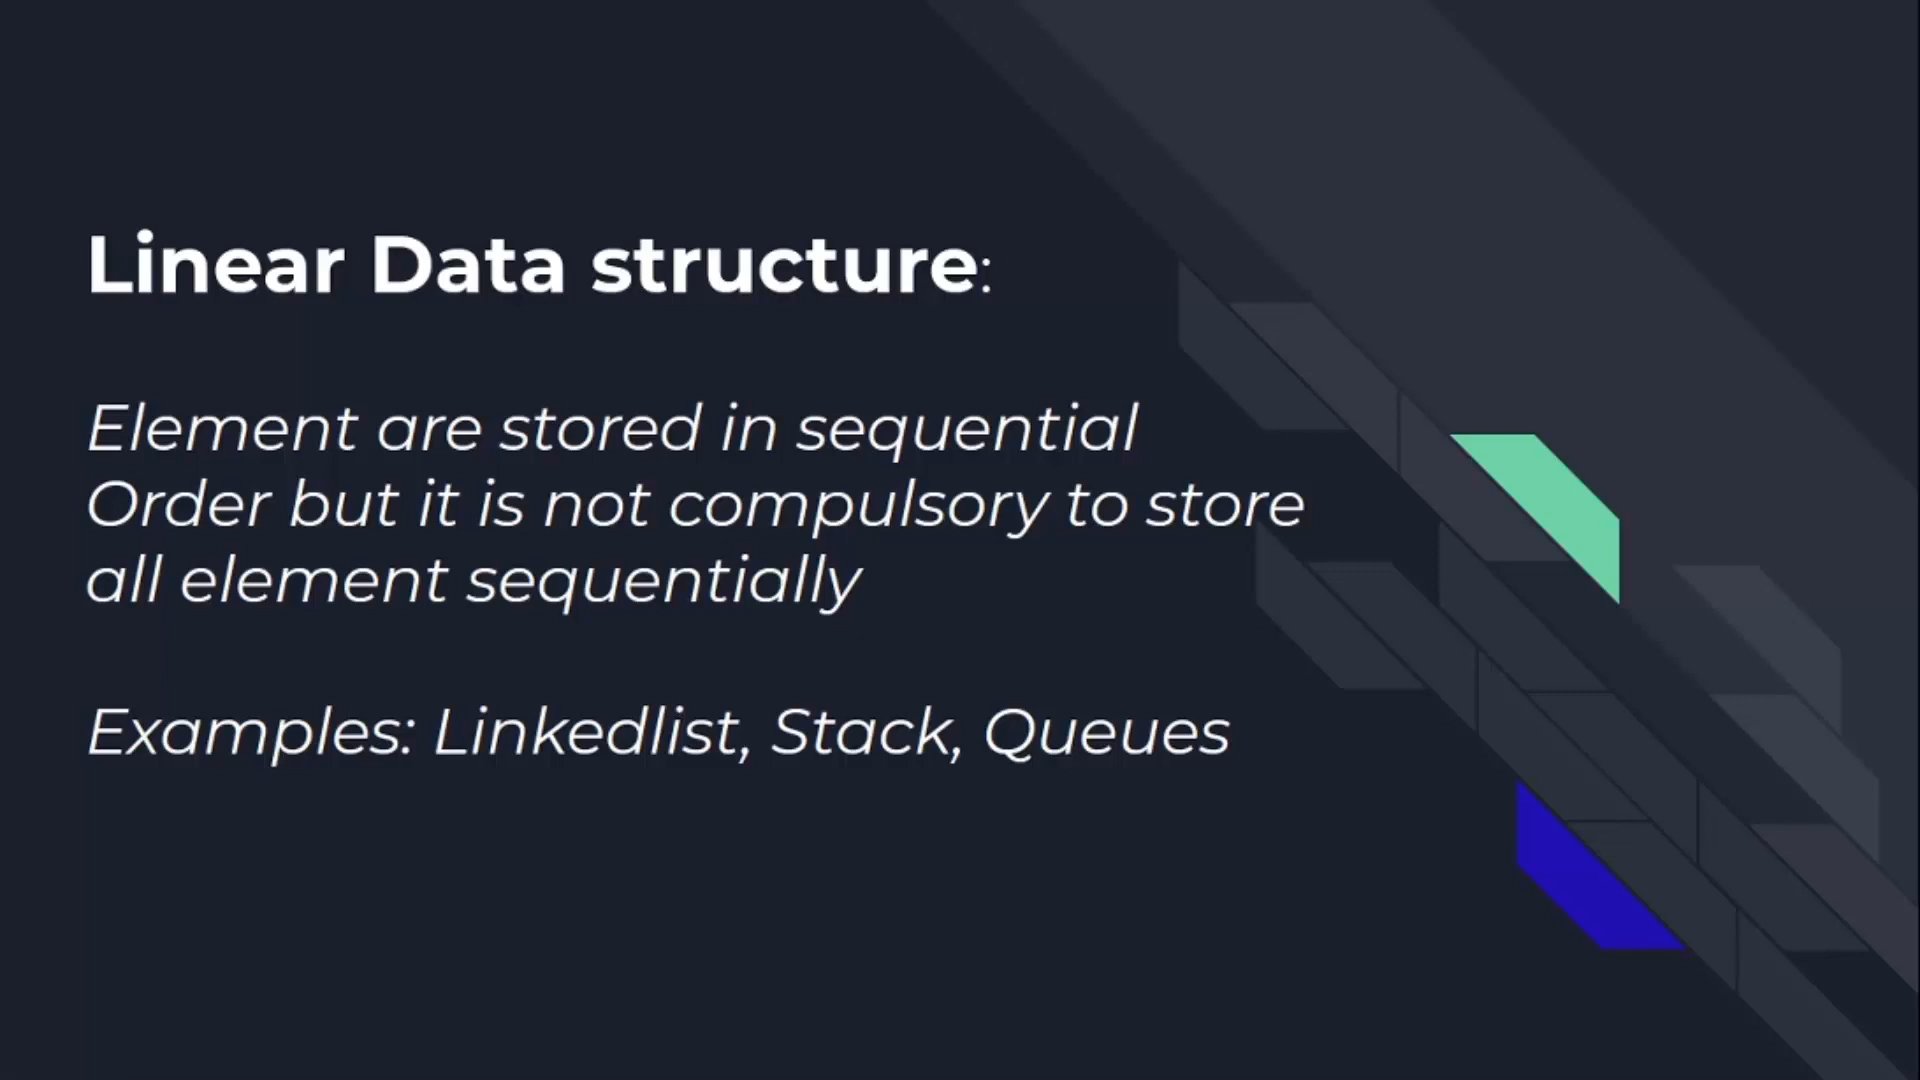 Linear Data structure:
Element are stored in sequential
Order but it is not compulsory to store
all element sequentially
Examples: Linkedlist, Stack, Queues